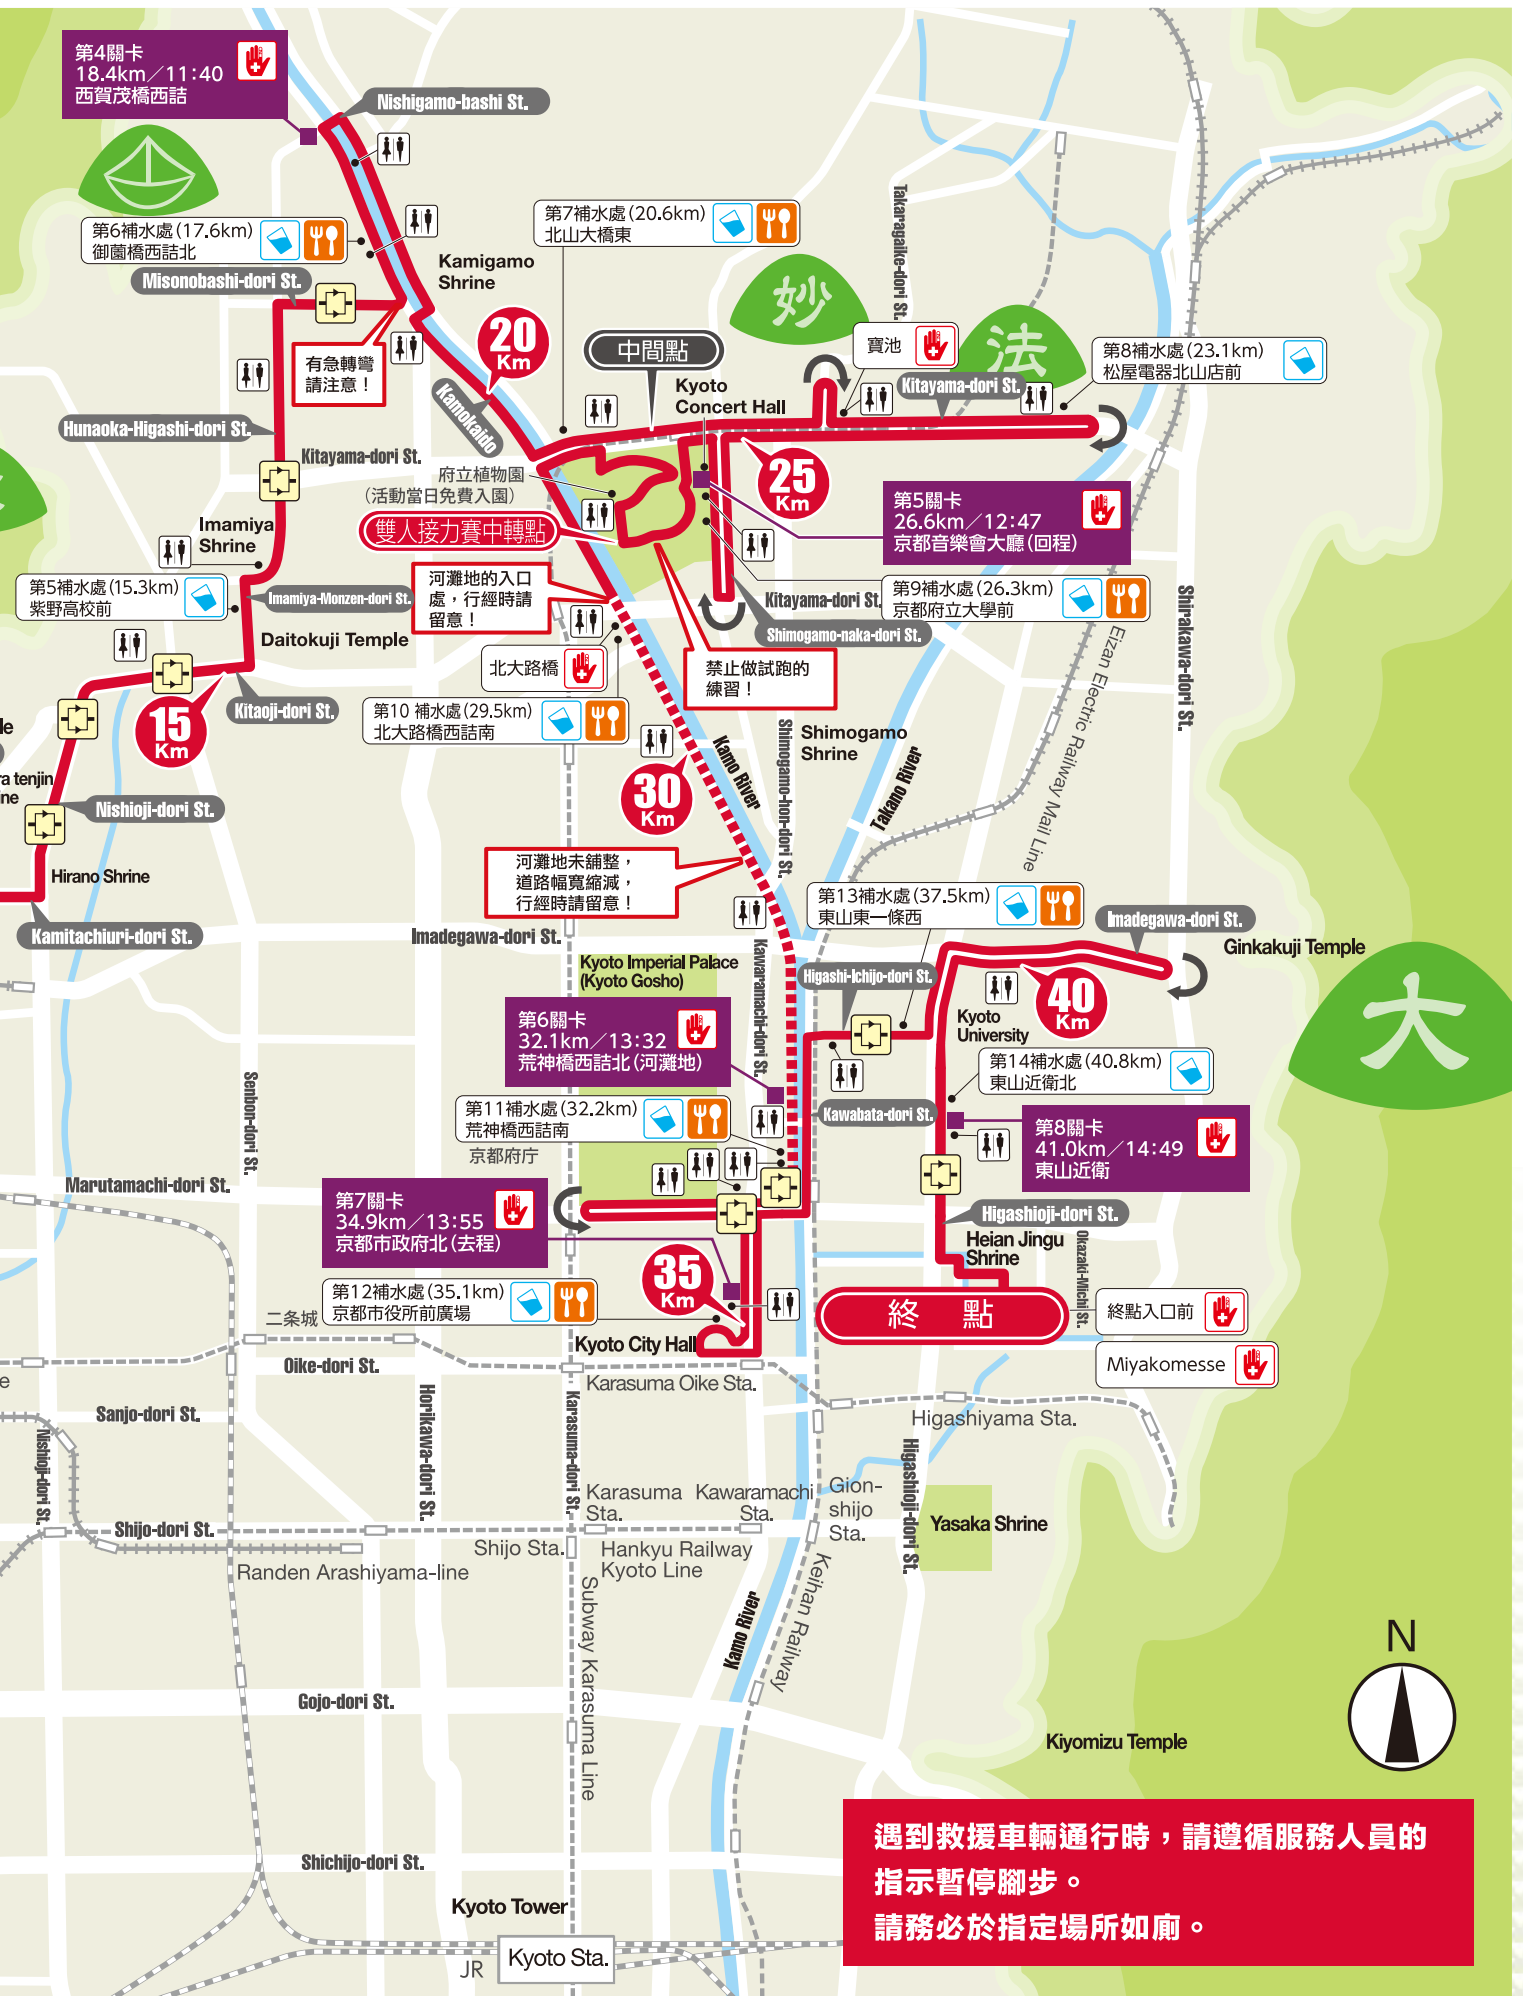 第4關卡
18.4km／11:40
西賀茂橋西詰
Nishigamo-bashi St.
第6補水處(17.6km)
御薗橋西詰北
Misonobashi-dori St.
第7補水處(20.6km)
北山大橋東
Kamigamo
Shrine
Takaragaike-dori St.
妙
法
20
Km
中間點
寶池
有急轉彎
請注意！
Kyoto
Concert Hall
Kitayama-dori St.
第8補水處(23.1km)
松屋電器北山店前
Kamokaido
Hunaoka-Higashi-dori St.
Kitayama-dori St.
府立植物園
(活動當日免費入園)
25
Km
雙人接力賽中轉點
第5關卡
26.6km／12:47
京都音樂會大廳(回程)
Imamiya
Shrine
第5補水處(15.3km)
紫野高校前
Imamiya-Monzen-dori St.
河灘地的入口
處，行經時請
留意！
Kitayama-dori St.
第9補水處(26.3km)
京都府立大學前
Shimogamo-naka-dori St.
Shirakawa-dori St.
Daitokuji Temple
北大路橋
禁止做試跑的
練習！
Eizan Electric Railway Mail Line
15
Km
Kitaoji-dori St.
第10 補水處(29.5km)
北大路橋西詰南
Shimogamo-hon-dori St.
Shimogamo
Shrine
Kamo River
Takano River
le
ra tenjin
ine
Nishioji-dori St.
30
Km
Hirano Shrine
河灘地未鋪整，
道路幅寬縮減，
行經時請留意！
第13補水處(37.5km)
東山東一條西
Imadegawa-dori St.
Kamitachiuri-dori St.
Imadegawa-dori St.
Ginkakuji Temple
Kyoto Imperial Palace
(Kyoto Gosho)
Kawaramachi-dori St.
Higashi-Ichijo-dori St.
40
Km
大
第6關卡
32.1km／13:32
荒神橋西詰北(河灘地)
Kyoto
University
第14補水處(40.8km)
東山近衛北
Senbon-dori St.
第11補水處(32.2km)
荒神橋西詰南
京都府庁
Kawabata-dori St.
第8關卡
41.0km／14:49
東山近衛
Marutamachi-dori St.
第7關卡
34.9km／13:55
京都市政府北(去程)
Higashioji-dori St.
Heian Jingu
Shrine
Okazaki-Michi St.
35
Km
第12補水處(35.1km)
京都市役所前廣場
二条城
終點
終點入口前
Kyoto City Hall
Miyakomesse
Oike-dori St.
Karasuma Oike Sta.
e
Sanjo-dori St.
Horikawa-dori St.
Karasuma-dori St.
Higashiyama Sta.
Nishioji-dori St.
Higashioji-dori St.
Karasuma
Sta.
Kawaramachi
Sta.
Gion-
shijo
Sta.
Yasaka Shrine
Shijo-dori St.
Shijo Sta.
Hankyu Railway
Kyoto Line
Randen Arashiyama-line
Subway Karasuma Line
Kamo River
Keihan Railway
N
Gojo-dori St.
Kiyomizu Temple
遇到救援車輛通行時，請遵循服務人員的
指示暫停腳步。
請務必於指定場所如廁。
Shichijo-dori St.
Kyoto Tower
Kyoto Sta.
JR